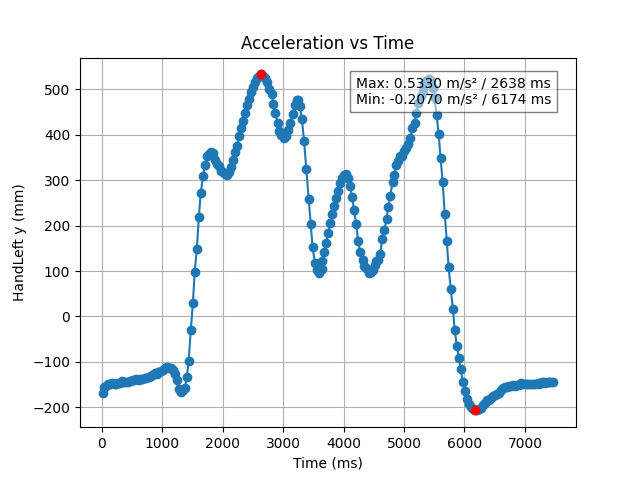 Acceleration vs Time
Max: 0.5330 m/s² / 2638 ms
Min: -0.2070 m/s² / 6174 ms
HandLeft y (mm)
500
400
300
200
100
0
−100
−200
0 1000 2000 3000 4000 5000 6000 7000
Time (ms)